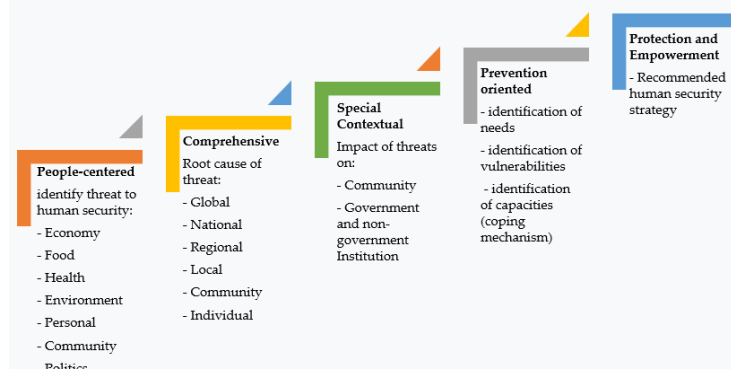 People-centered
identify threat to
human security:
- Economy
- Food
- Health
- Environment
- Personal
- Community
- Politics
Comprehensive
Root cause of
threat:
- Global
- National
- Regional
- Local
- Community
- Individual
Special
Contextual
Impact of threats
on:
- Community
- Government
and non-
government
Institution
Prevention
oriented
- identification of
needs
- identification of
vulnerabilities
- identification
of capacities
(coping
mechanism)
Protection and
Empowerment
- Recommended
human security
strategy